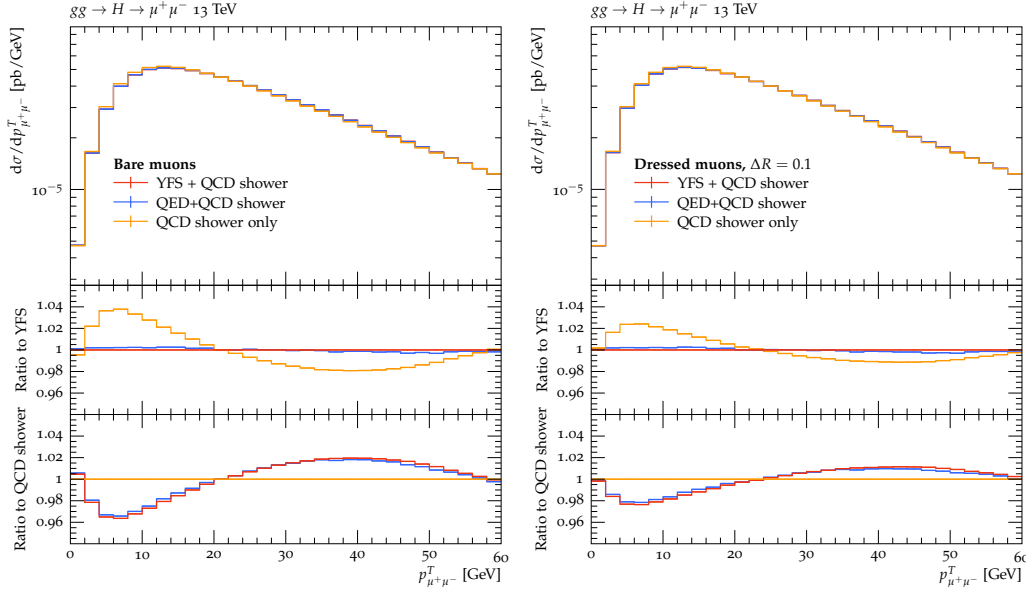 gg → H → μ⁺μ⁻ 13 TeV
dσ/dp^T_{μ⁺μ⁻} [pb/GeV]
10⁻⁵
Bare muons
YFS + QCD shower
QED+QCD shower
QCD shower only
Ratio to YFS
1.04
1.02
1
0.98
0.96
Ratio to QCD shower
1.04
1.02
1
0.98
0.96
0 10 20 30 40 50 60
p^T_{μ⁺μ⁻} [GeV]
gg → H → μ⁺μ⁻ 13 TeV
dσ/dp^T_{μ⁺μ⁻} [pb/GeV]
10⁻⁵
Dressed muons, ΔR = 0.1
YFS + QCD shower
QED+QCD shower
QCD shower only
Ratio to YFS
1.04
1.02
1
0.98
0.96
Ratio to QCD shower
1.04
1.02
1
0.98
0.96
0 10 20 30 40 50 60
p^T_{μ⁺μ⁻} [GeV]